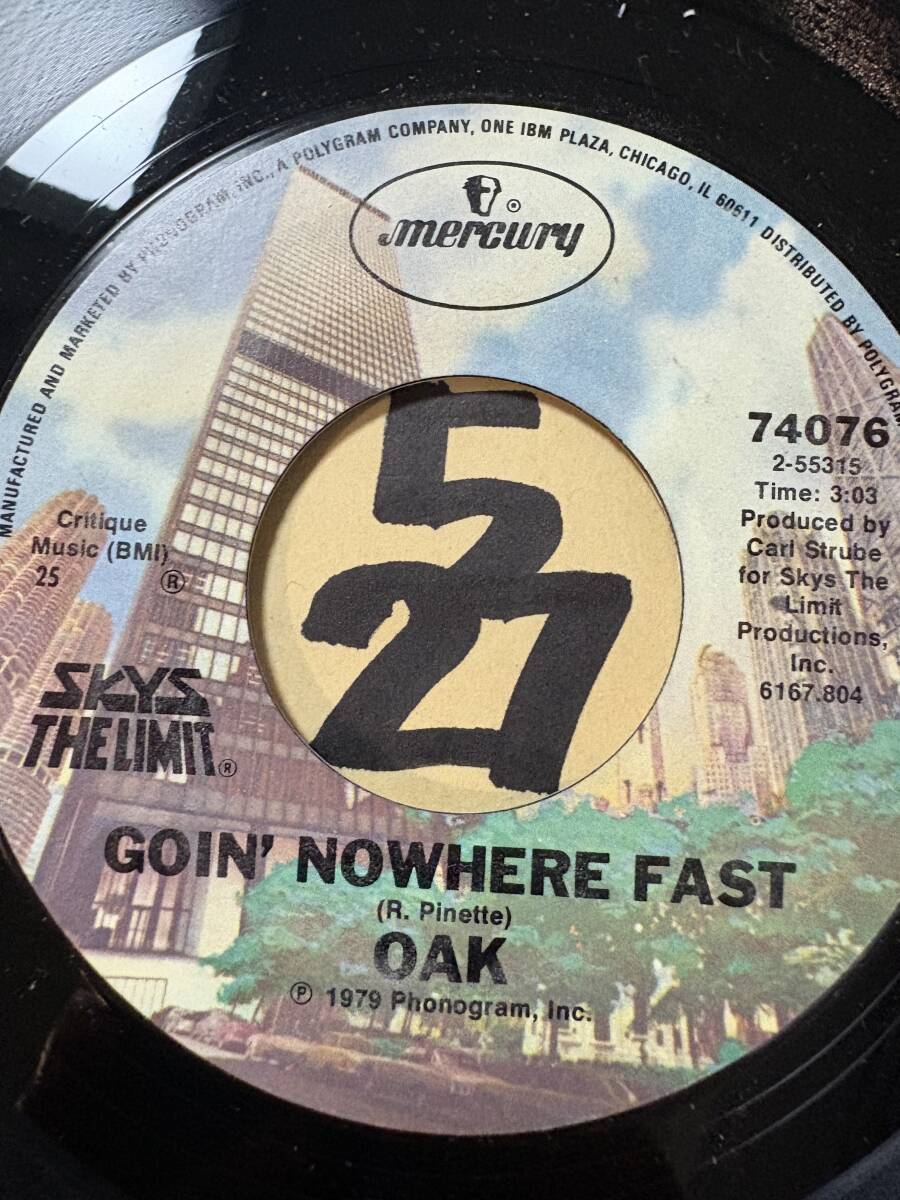 MANUFACTURED AND MARKETED BY PHONOGRAM, INC., A POLYGRAM COMPANY, ONE IBM PLAZA, CHICAGO, IL 60611 DISTRIBUTED BY POLYGRAM
mercury ®
5
27
74076
2-55315
Time: 3:03
Produced by
Carl Strube
for Skys The
Limit
Productions,
Inc.
6167.804
Critique
Music (BMI)
25 ®
SKYS
THE LIMIT ®
GOIN' NOWHERE FAST
(R. Pinette)
OAK
℗ 1979 Phonogram, Inc.